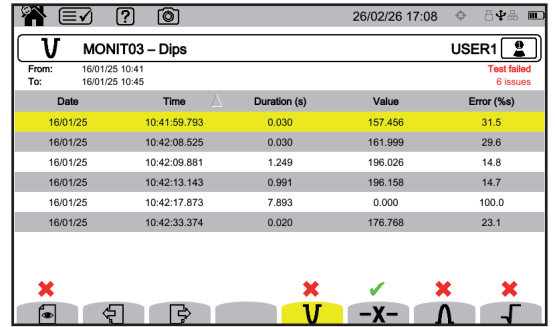 26/02/26 17:08
MONIT03 – Dips
USER1
From: 16/01/25 10:41
Test failed
To: 16/01/25 10:45
6 issues
Date Time Duration (s) Value Error (%s)
16/01/25 10:41:59.793 0.030 157.456 31.5
16/01/25 10:42:08.525 0.030 161.999 29.6
16/01/25 10:42:09.881 1.249 196.026 14.8
16/01/25 10:42:13.143 0.991 196.158 14.7
16/01/25 10:42:17.873 7.893 0.000 100.0
16/01/25 10:42:33.374 0.020 176.768 23.1